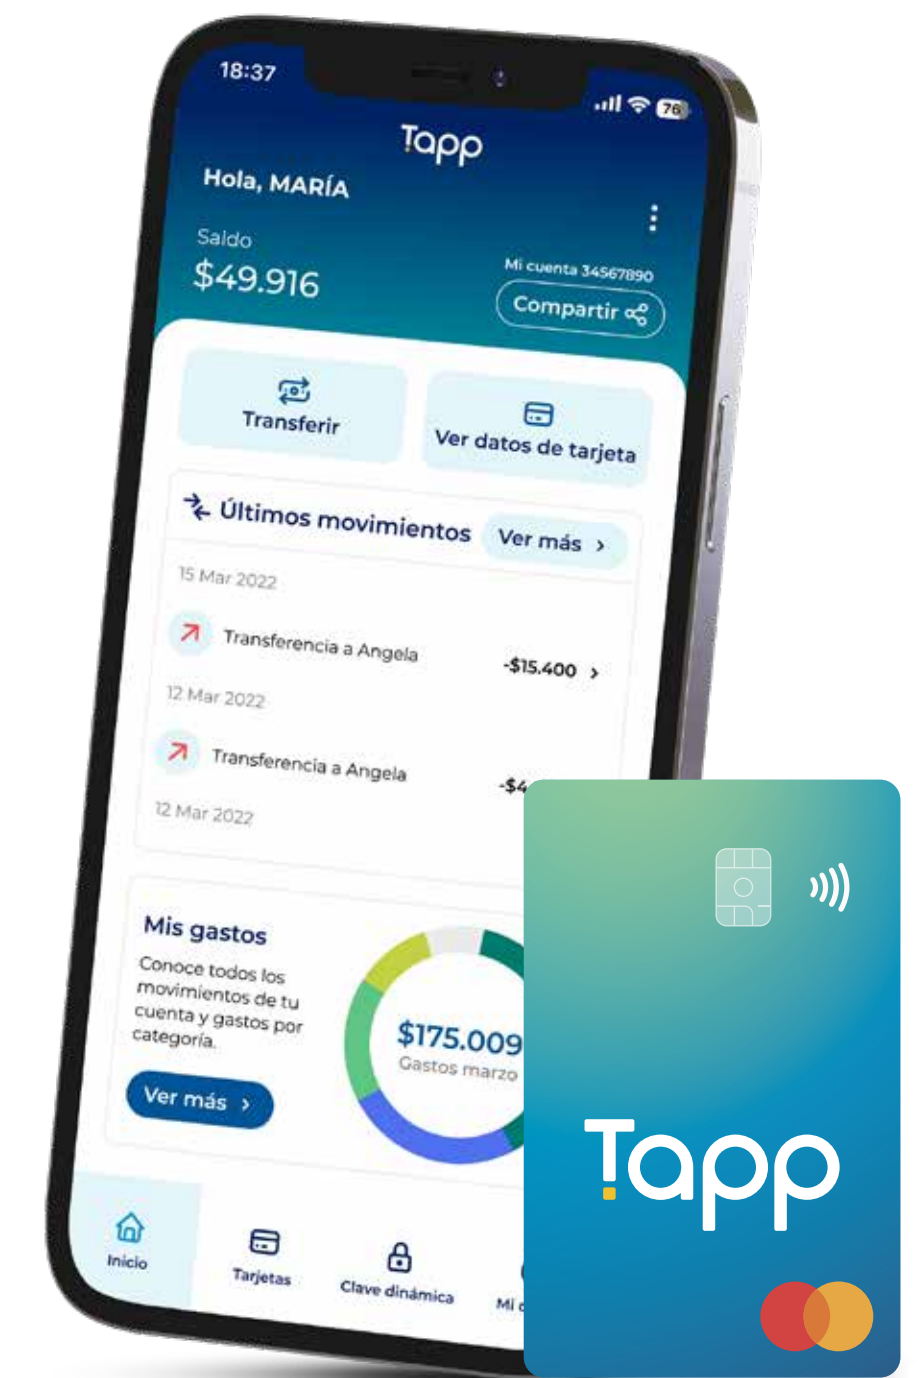 18:37
76
Tapp
Hola, MARÍA
Saldo
$49.916
Mi cuenta 34567890
Compartir
Transferir
Ver datos de tarjeta
Últimos movimientos
Ver más
15 Mar 2022
Transferencia a Angela
-$15.400
12 Mar 2022
Transferencia a Angela
-$4
12 Mar 2022
Mis gastos
Conoce todos los
movimientos de tu
cuenta y gastos por
categoría.
Ver más
$175.009
Gastos marzo
Inicio
Tarjetas
Clave dinámica
Mi
Tapp